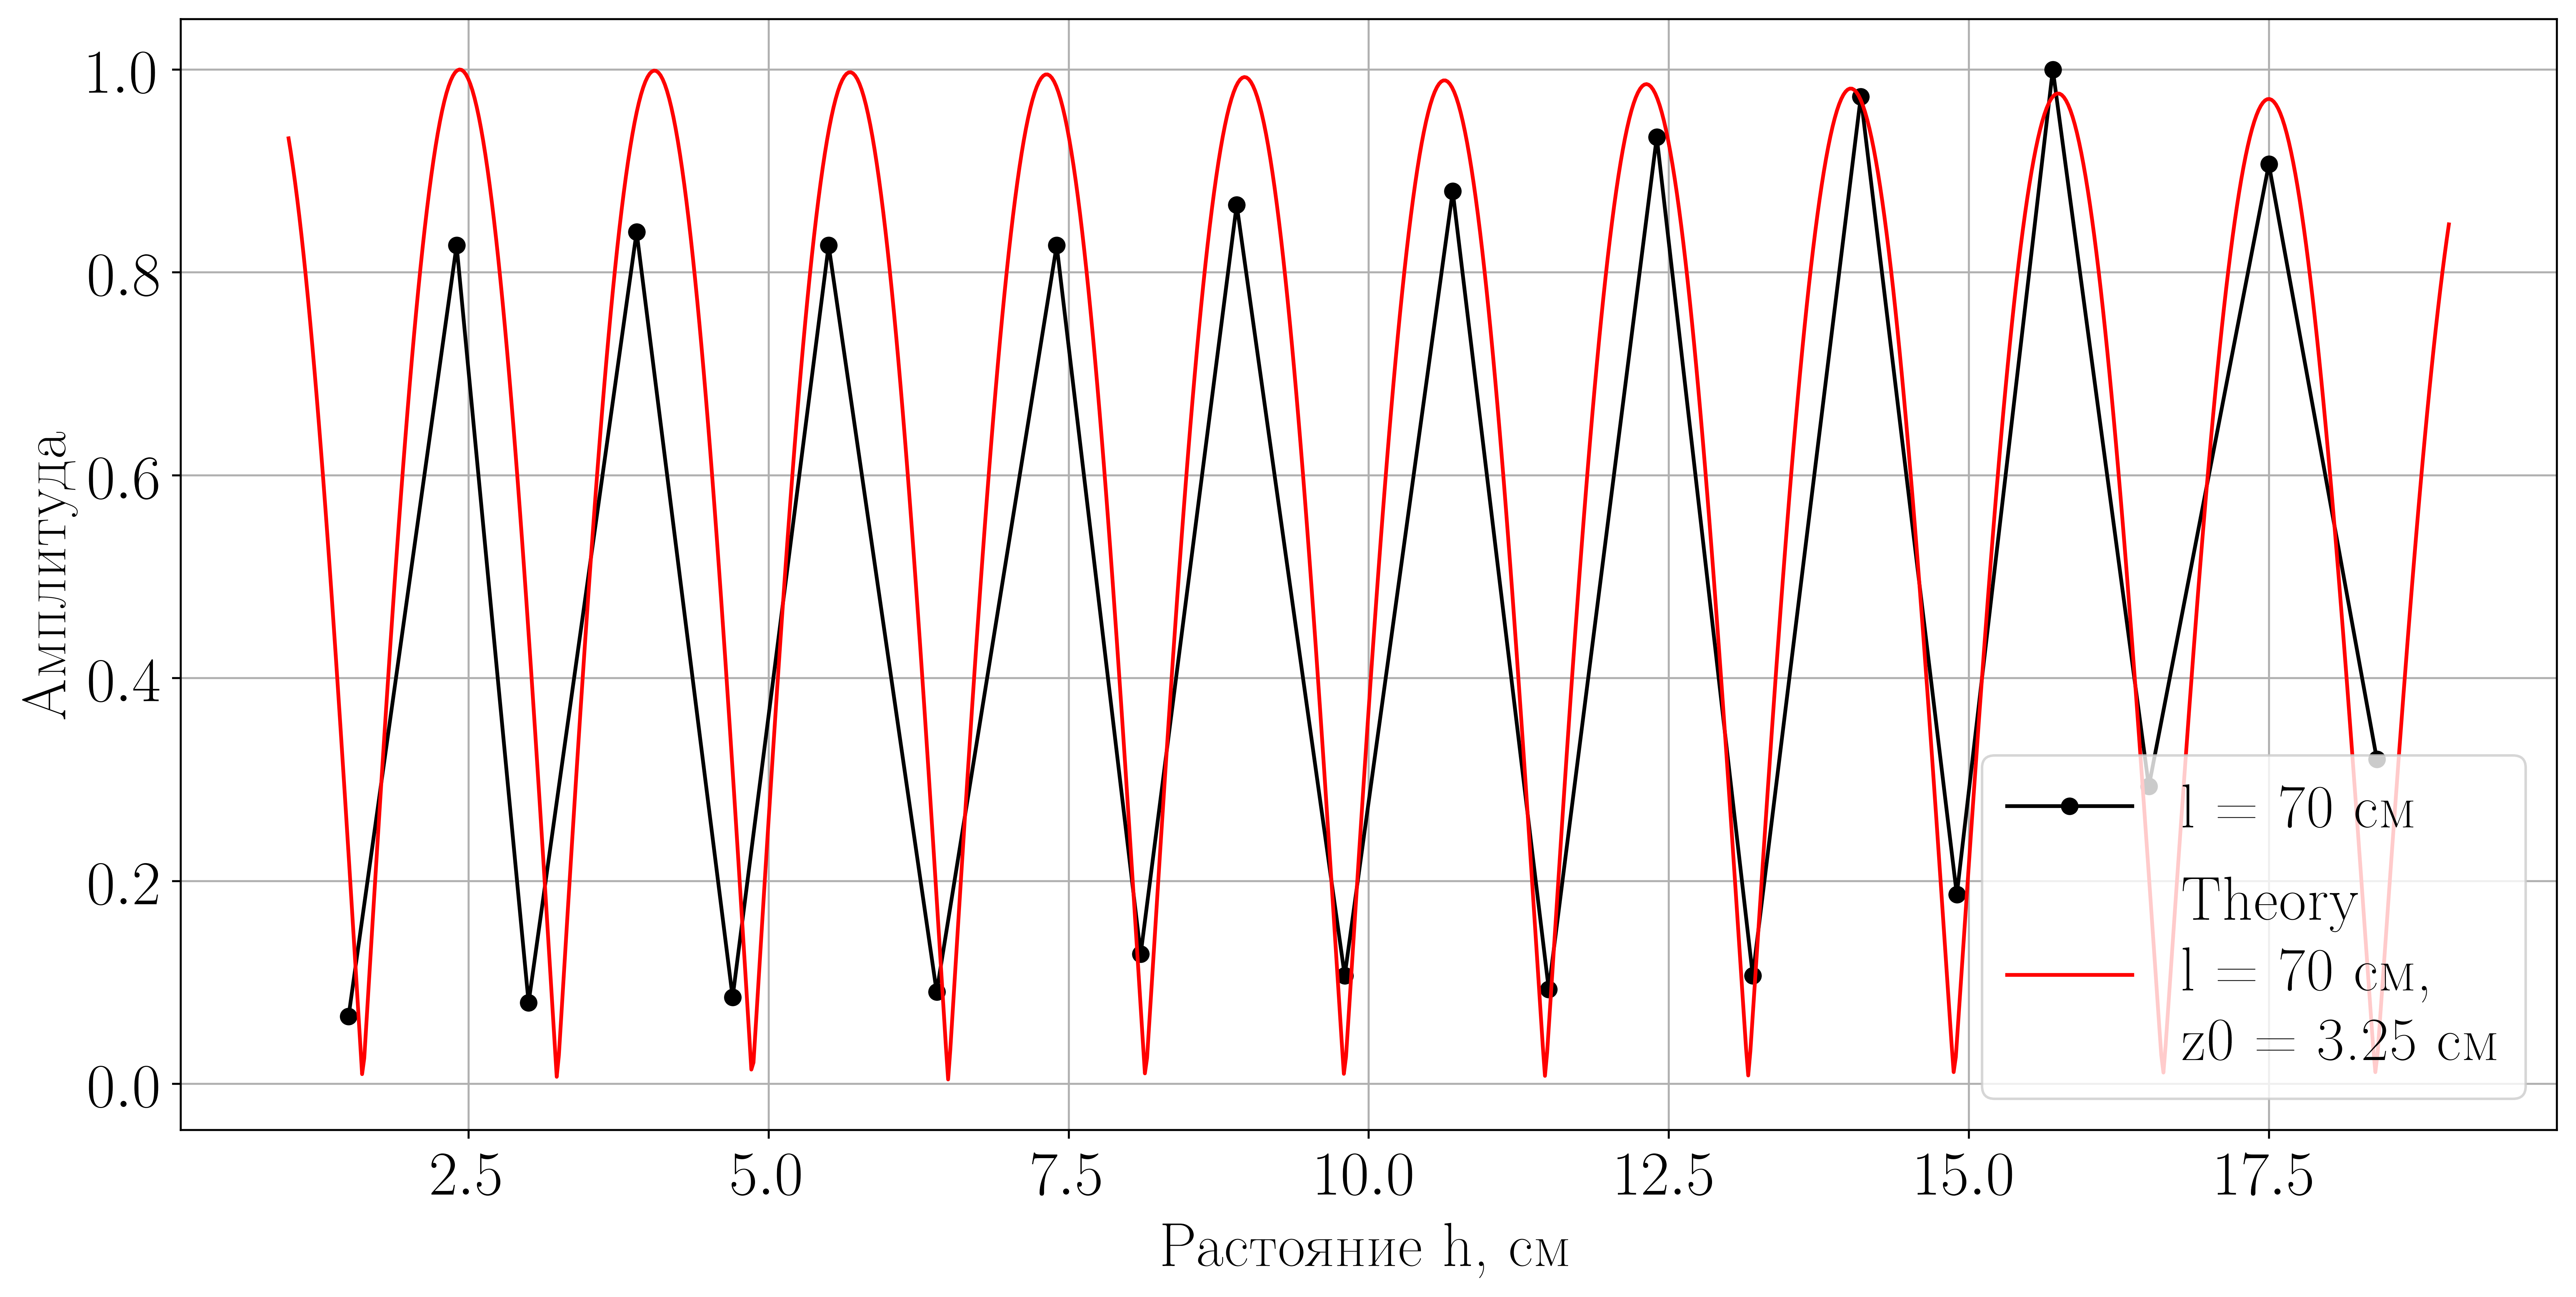 Амплитуда
1.0
0.8
0.6
0.4
0.2
0.0
2.5 5.0 7.5 10.0 12.5 15.0 17.5
Растояние h, см
l = 70 см
Theory
l = 70 см,
z0 = 3.25 см